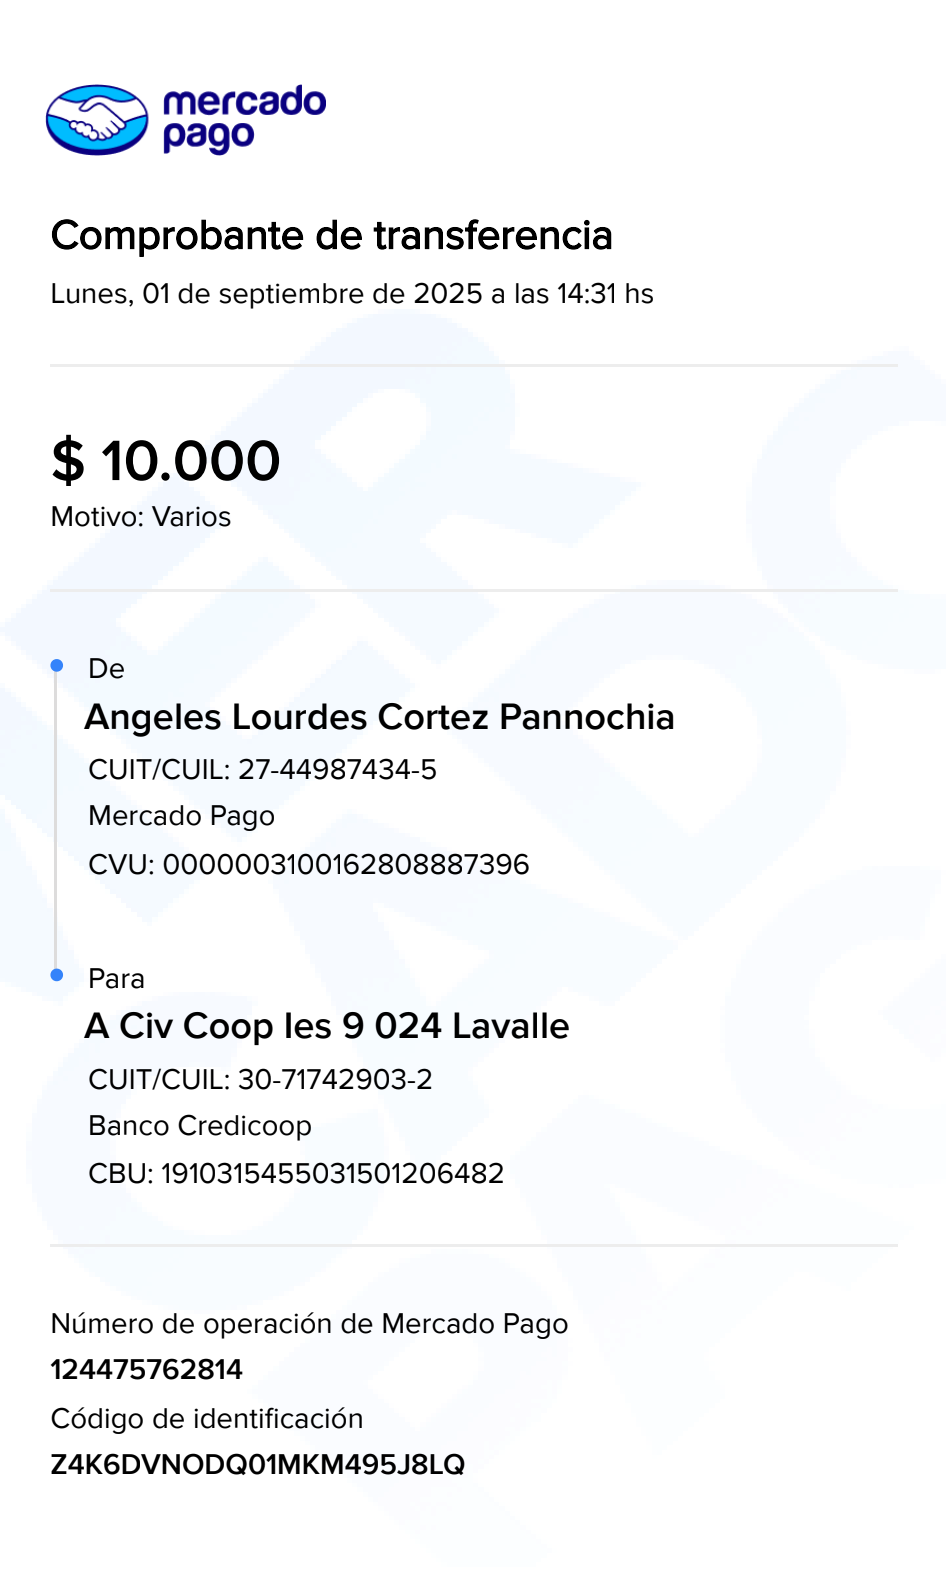 mercado
pago
Comprobante de transferencia
Lunes, 01 de septiembre de 2025 a las 14:31 hs
$ 10.000
Motivo: Varios
De
Angeles Lourdes Cortez Pannochia
CUIT/CUIL: 27-44987434-5
Mercado Pago
CVU: 0000003100162808887396
Para
A Civ Coop Ies 9 024 Lavalle
CUIT/CUIL: 30-71742903-2
Banco Credicoop
CBU: 1910315455031501206482
Número de operación de Mercado Pago
124475762814
Código de identificación
Z4K6DVNODQ01MKM495J8LQ